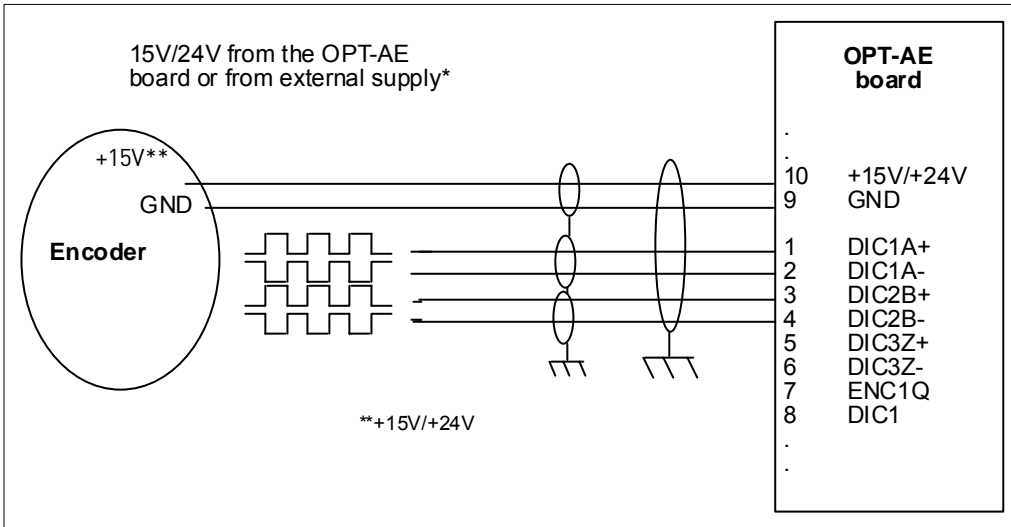 15V/24V from the OPT-AE
board or from external supply*
OPT-AE
board
+15V**
GND
Encoder
.
.
10 +15V/+24V
9 GND
1 DIC1A+
2 DIC1A-
3 DIC2B+
4 DIC2B-
5 DIC3Z+
6 DIC3Z-
7 ENC1Q
8 DIC1
.
.
**+15V/+24V